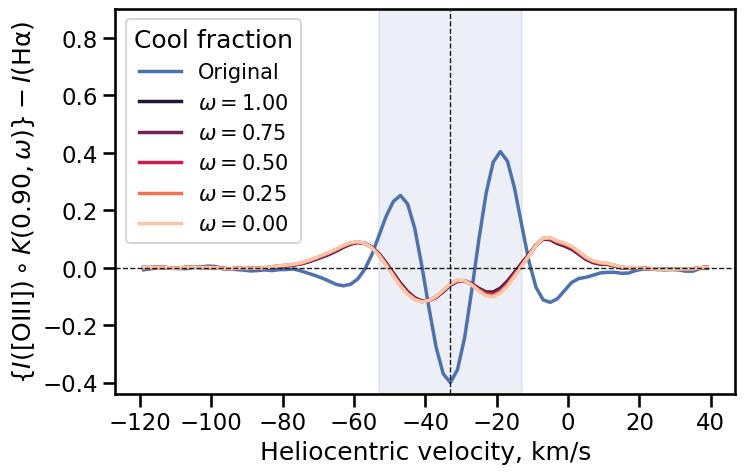 {I([OIII]) ∘ K(0.90, ω)} − I(Hα)
0.8
0.6
0.4
0.2
0.0
−0.2
−0.4
Cool fraction
Original
ω = 1.00
ω = 0.75
ω = 0.50
ω = 0.25
ω = 0.00
−120 −100 −80 −60 −40 −20 0 20 40
Heliocentric velocity, km/s